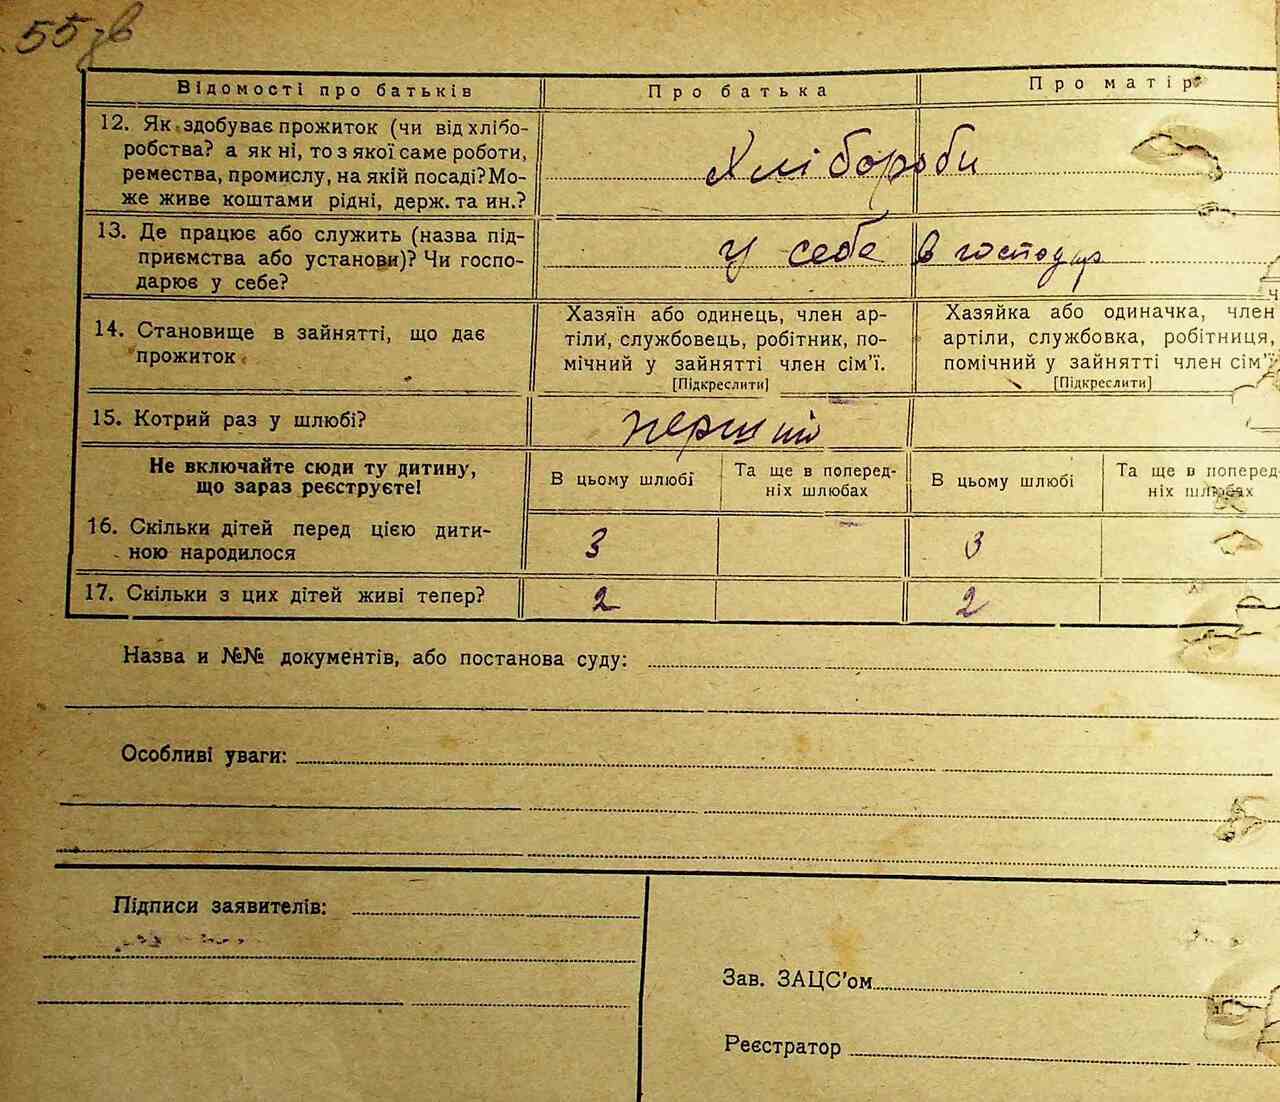 55 зв
Відомості про батьків Про батька Про матір
12. Як здобуває прожиток (чи від хлібо-
робства? а як ні, то з якої саме роботи,
ремества, промислу, на якій посаді? Мо-
же живе коштами рідні, держ. та ин.?
Хлібороби
13. Де працює або служить (назва під-
приємства або установи)? Чи госпо-
дарює у себе?
у себе в господар
14. Становище в зайнятті, що дає
прожиток
Хазяїн або одинець, член ар-
тіли, службовець, робітник, по-
мічний у зайнятті член сім'ї.
[Підкреслити]
Хазяйка або одиначка, член
артіли, службовка, робітниця,
помічний у зайнятті член сім'ї
[Підкреслити]
15. Котрий раз у шлюбі?
перший
Не включайте сюди ту дитину,
що зараз реєструєте!
В цьому шлюбі
Та ще в поперед-
ніх шлюбах
В цьому шлюбі
Та ще в поперед-
ніх шлюбах
16. Скільки дітей перед цією дити-
ною народилося
3 3
17. Скільки з цих дітей живі тепер? 2 2
Назва и №№ документів, або постанова суду:
Особливі уваги:
Підписи заявителів:
Зав. ЗАЦС'ом
Реєстратор